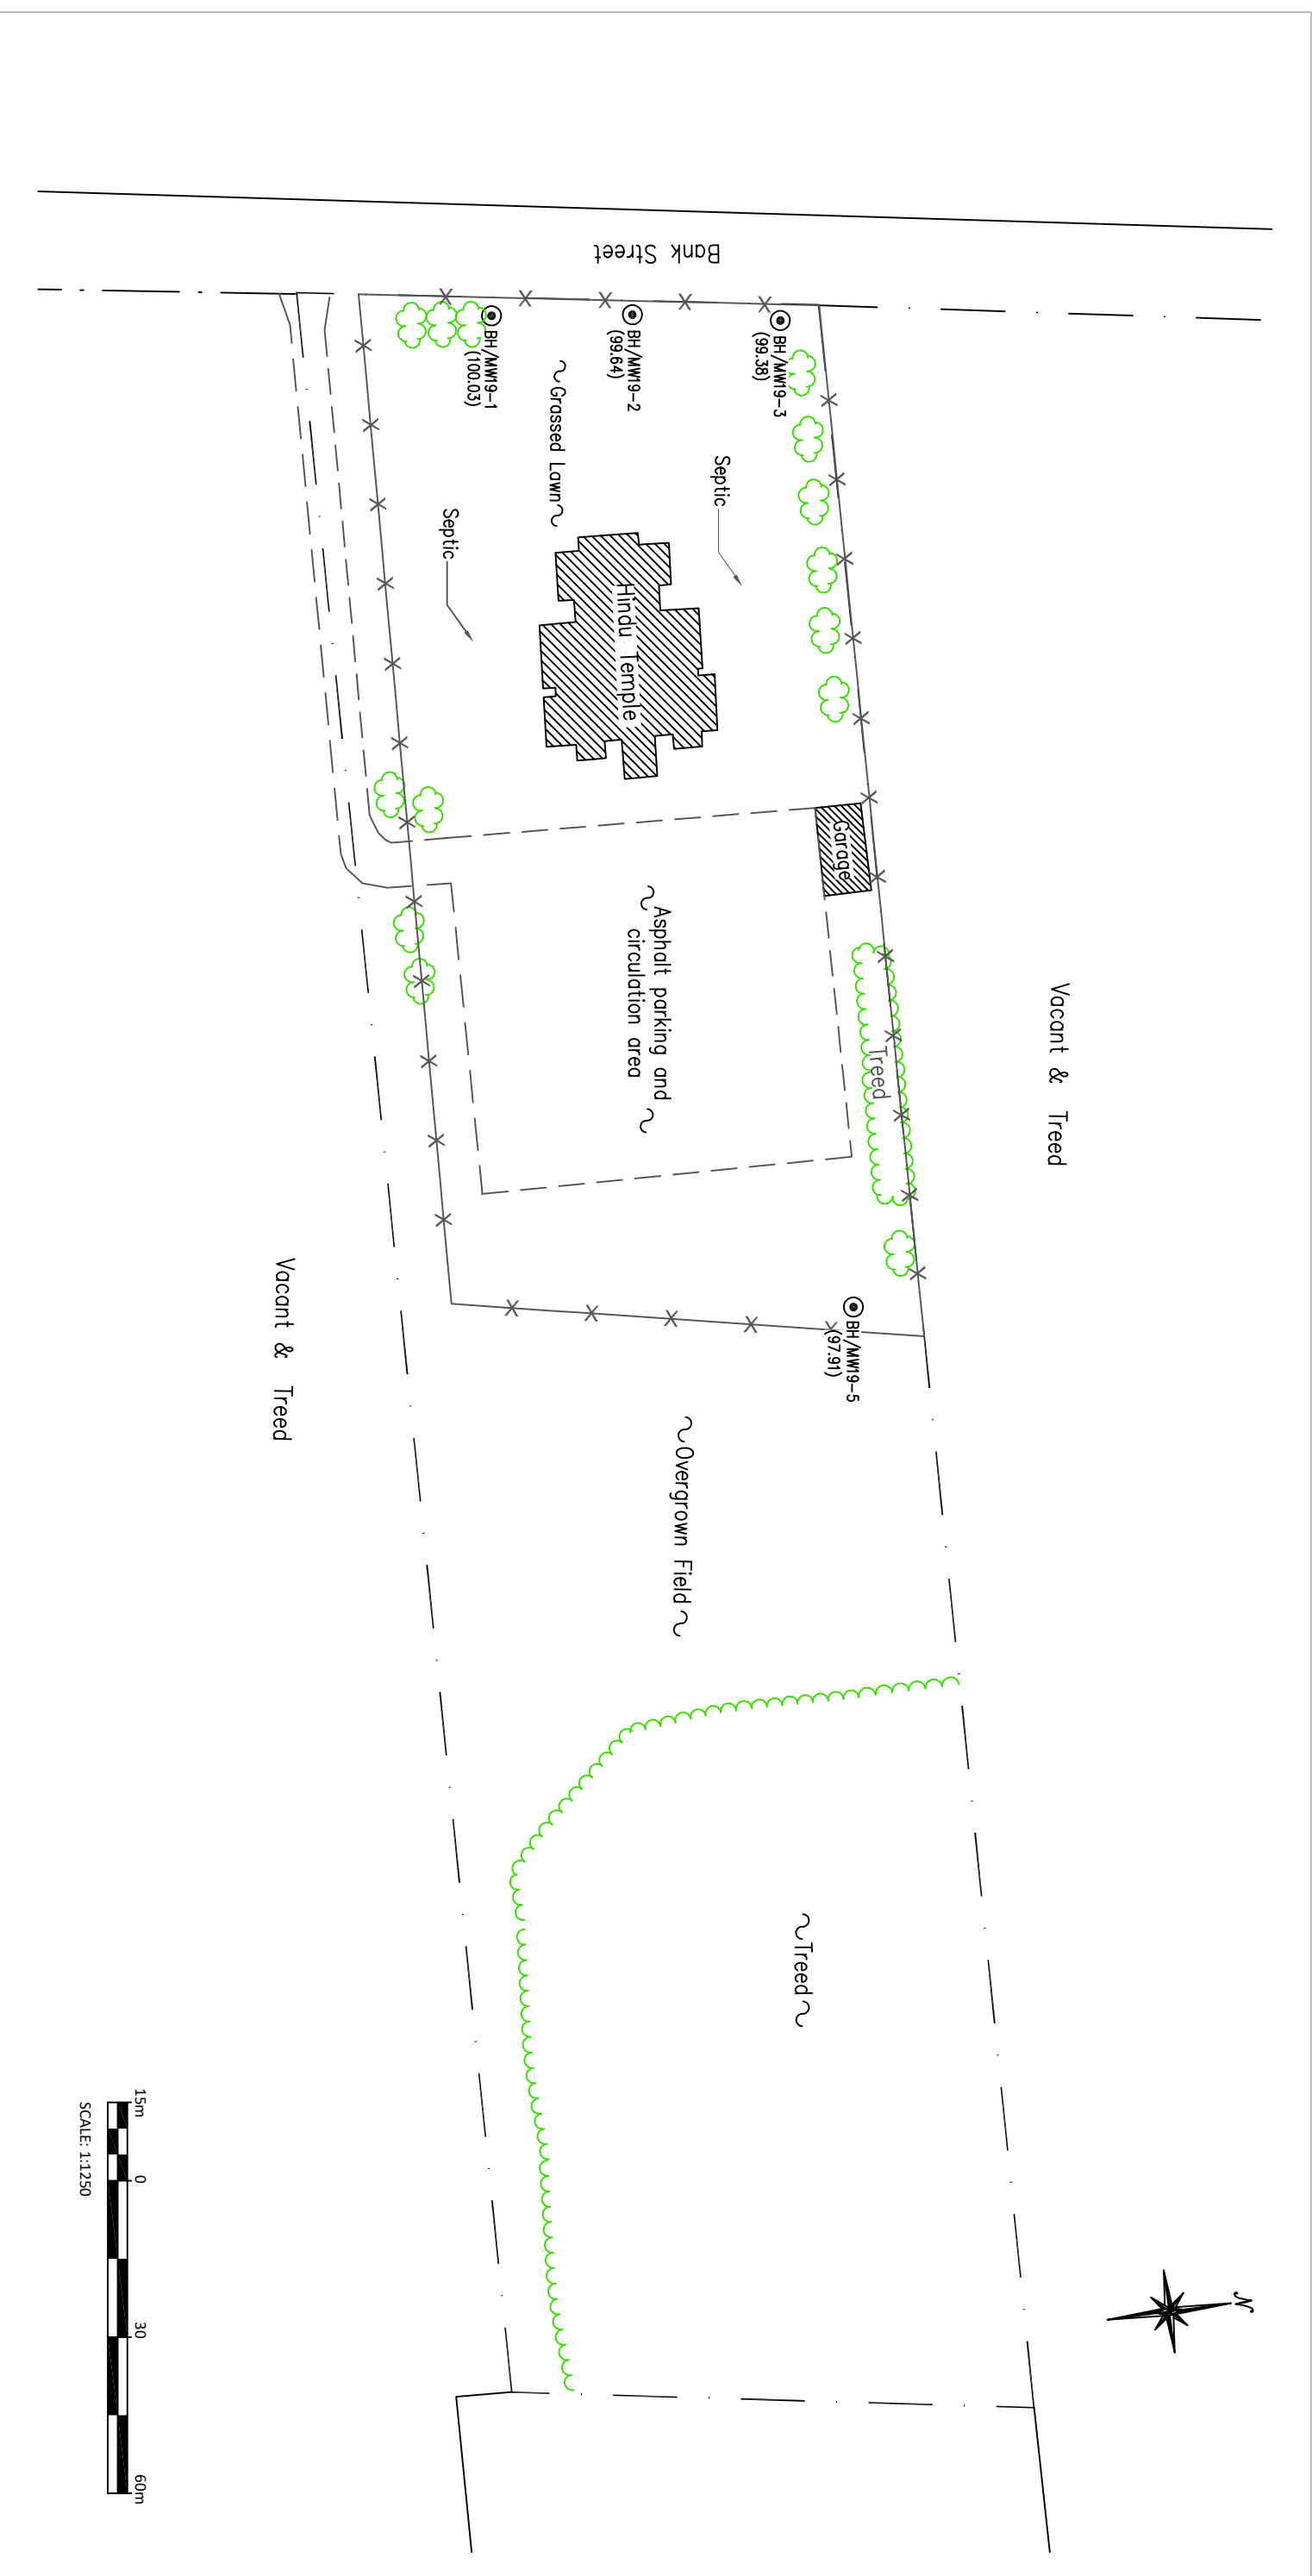 Bank Street
BH/MW19-1
(100.03)
BH/MW19-2
(99.64)
BH/MW19-3
(99.38)
~Grassed Lawn~
Septic
Septic
Hindu Temple
Garage
~Asphalt parking and
circulation area~
Treed
Vacant & Treed
Vacant & Treed
BH/MW19-5
(97.91)
~Overgrown Field~
~Treed~
N
15m 0 30 60m
SCALE: 1:1250